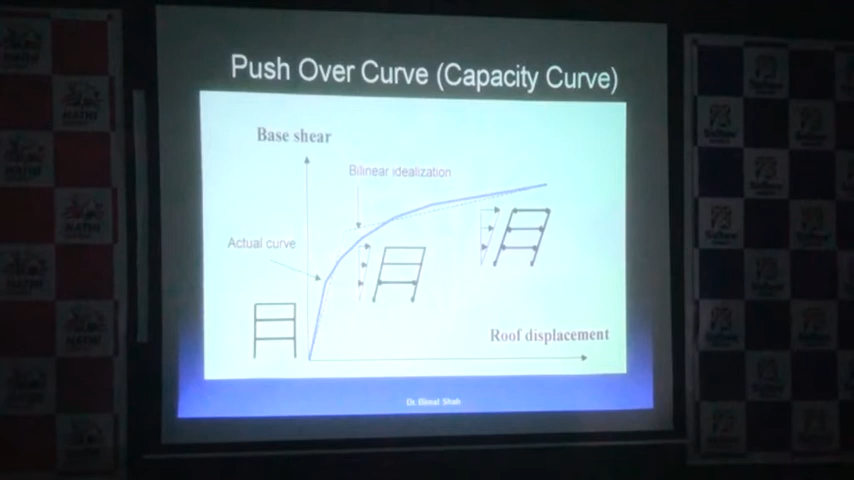 Push Over Curve (Capacity Curve)
Base shear
Bilinear idealization
Actual curve
Roof displacement
Dr. Bimal Shah